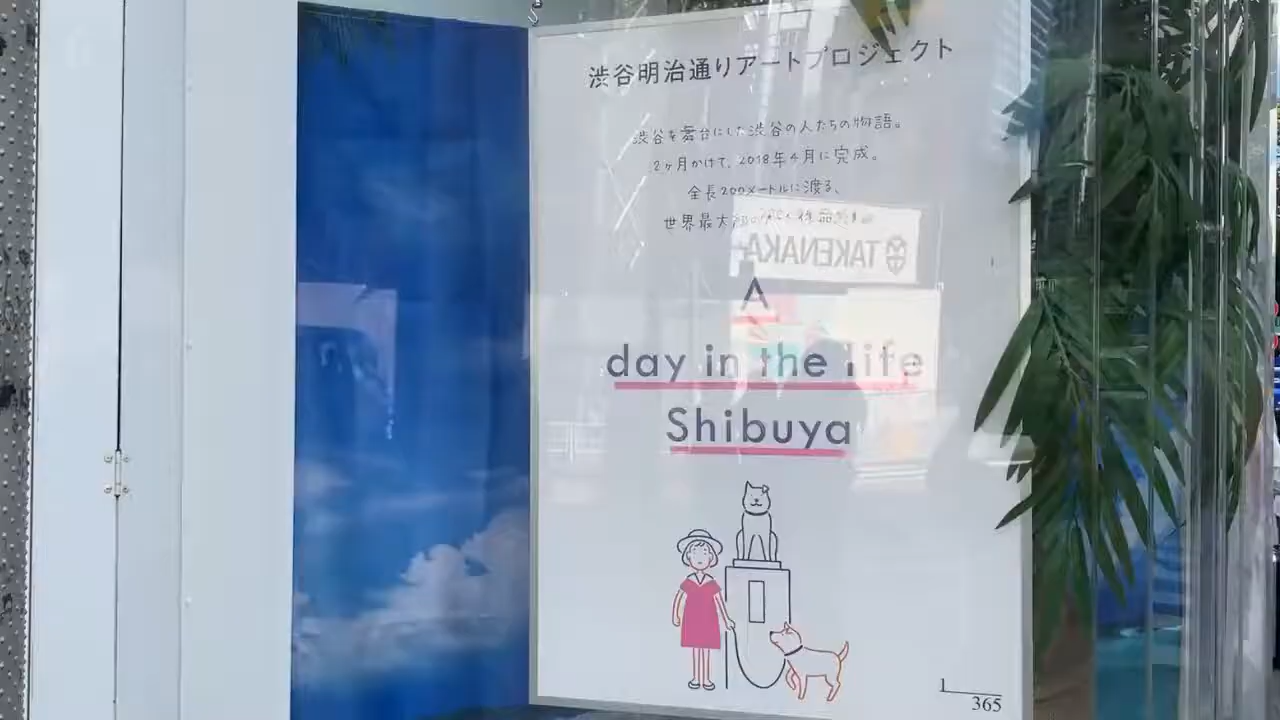 渋谷明治通りアートプロジェクト
渋谷を舞台にした渋谷の人たちの物語。
2ヶ月かけて、2018年4月に完成。
全長200メートルに渡る、
世界最大
TAKENAKA
A
day in the life
Shibuya
365